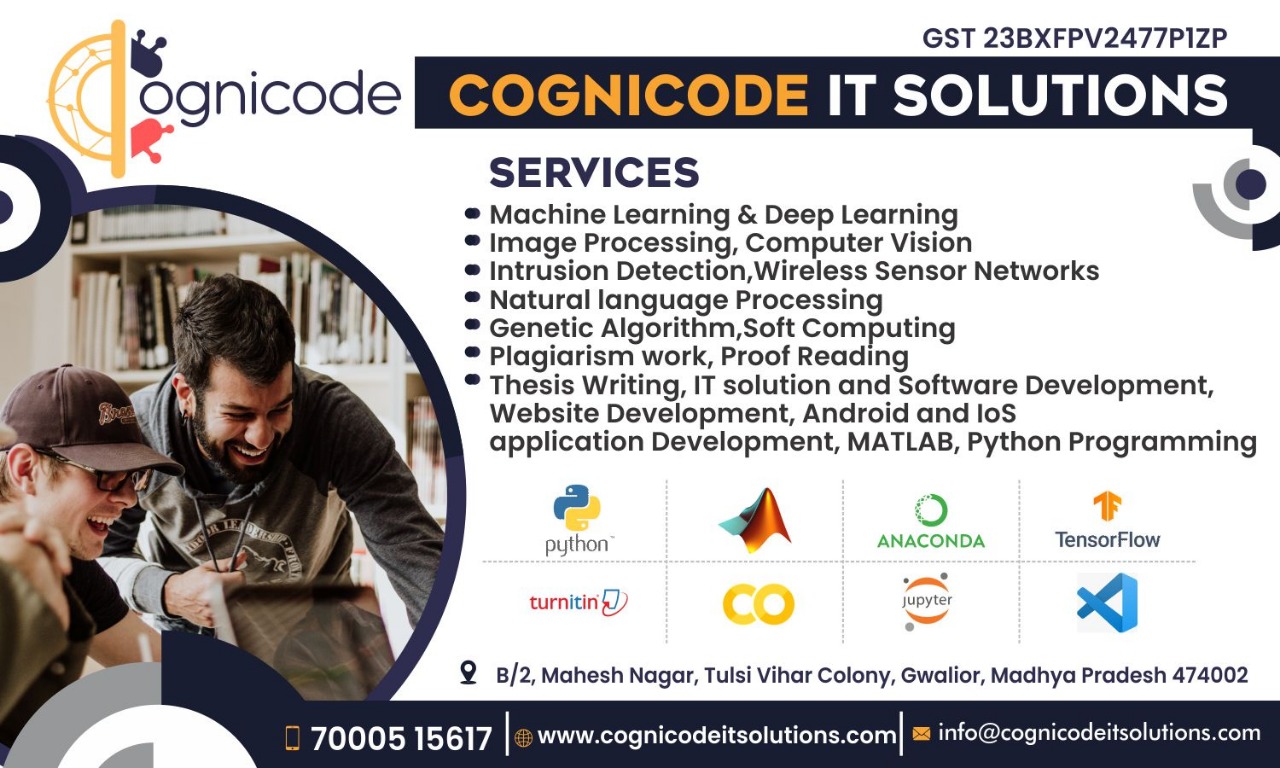 GST 23BXFPV2477P1ZP
ognicode
COGNICODE IT SOLUTIONS
SERVICES
Machine Learning & Deep Learning
Image Processing, Computer Vision
Intrusion Detection,Wireless Sensor Networks
Natural language Processing
Genetic Algorithm,Soft Computing
Plagiarism work, Proof Reading
Thesis Writing, IT solution and Software Development,
Website Development, Android and IoS
application Development, MATLAB, Python Programming
python
ANACONDA
TensorFlow
turnitin
CO
jupyter
B/2, Mahesh Nagar, Tulsi Vihar Colony, Gwalior, Madhya Pradesh 474002
70005 15617
www.cognicodeitsolutions.com
info@cognicodeitsolutions.com